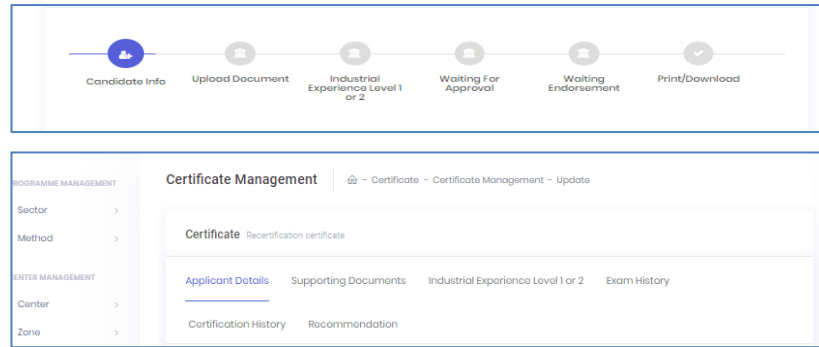 Candidate Info
Upload Document
Industrial
Experience Level 1
or 2
Waiting For
Approval
Waiting
Endorsement
Print/Download
ROGRAMME MANAGEMENT
Sector
Method
ENTER MANAGEMENT
Center
Zone
Certificate Management - Certificate - Certificate Management - Update
Certificate Recertification certificate
Applicant Details Supporting Documents Industrial Experience Level 1 or 2 Exam History
Certification History Recommendation